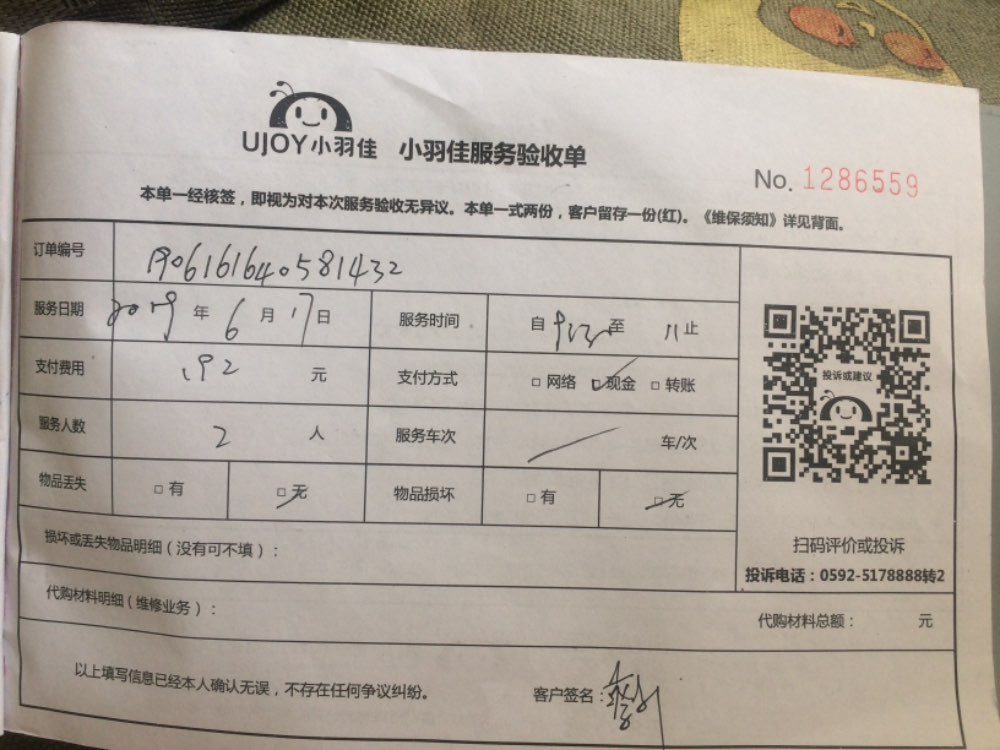 UJOY小羽佳 小羽佳服务验收单
No. 1286559
本单一经核签，即视为对本次服务验收无异议。本单一式两份，客户留存一份(红)。《维保须知》详见背面。
订单编号 190616164058​1432
服务日期 2019 年 6 月 17 日 服务时间 自 至 11 止
支付费用 192 元 支付方式 □ 网络 □ 现金 □ 转账
服务人数 2 人 服务车次 / 车/次
物品丢失 □ 有 □ 无 物品损坏 □ 有 □ 无
投诉或建议
扫码评价或投诉
投诉电话：0592-5178888转2
损坏或丢失物品明细（没有可不填）：
代购材料明细（维修业务）： 代购材料总额： 元
以上填写信息已经本人确认无误，不存在任何争议纠纷。 客户签名：